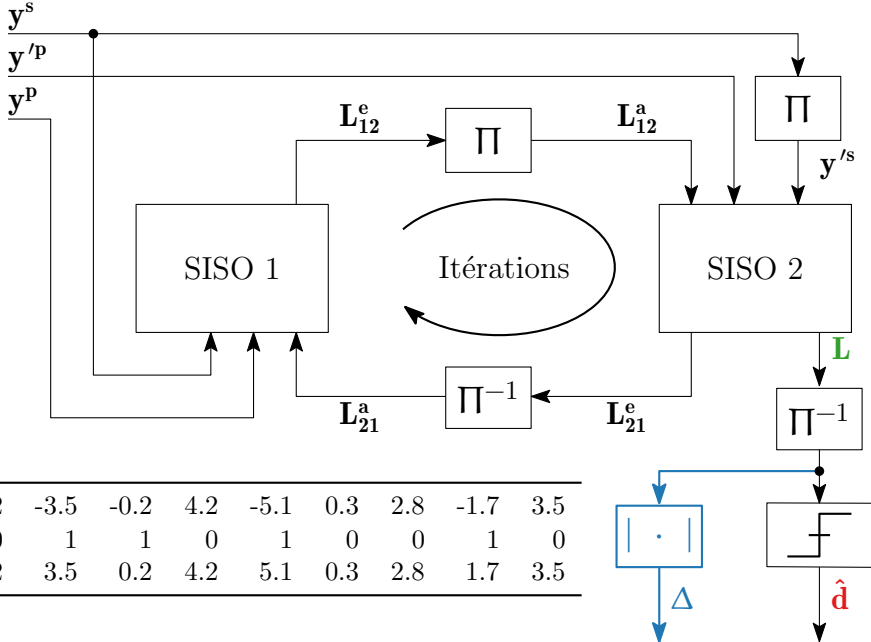 y^s
y'^p
y^p
L^e_12
∏
L^a_12
∏
y'^s
SISO 1
Itérations
SISO 2
L
L^a_21
∏^−1
L^e_21
∏^−1
2 -3.5 -0.2 4.2 -5.1 0.3 2.8 -1.7 3.5
1 1 0 1 0 0 1 0
2 3.5 0.2 4.2 5.1 0.3 2.8 1.7 3.5
| · |
Δ
d̂